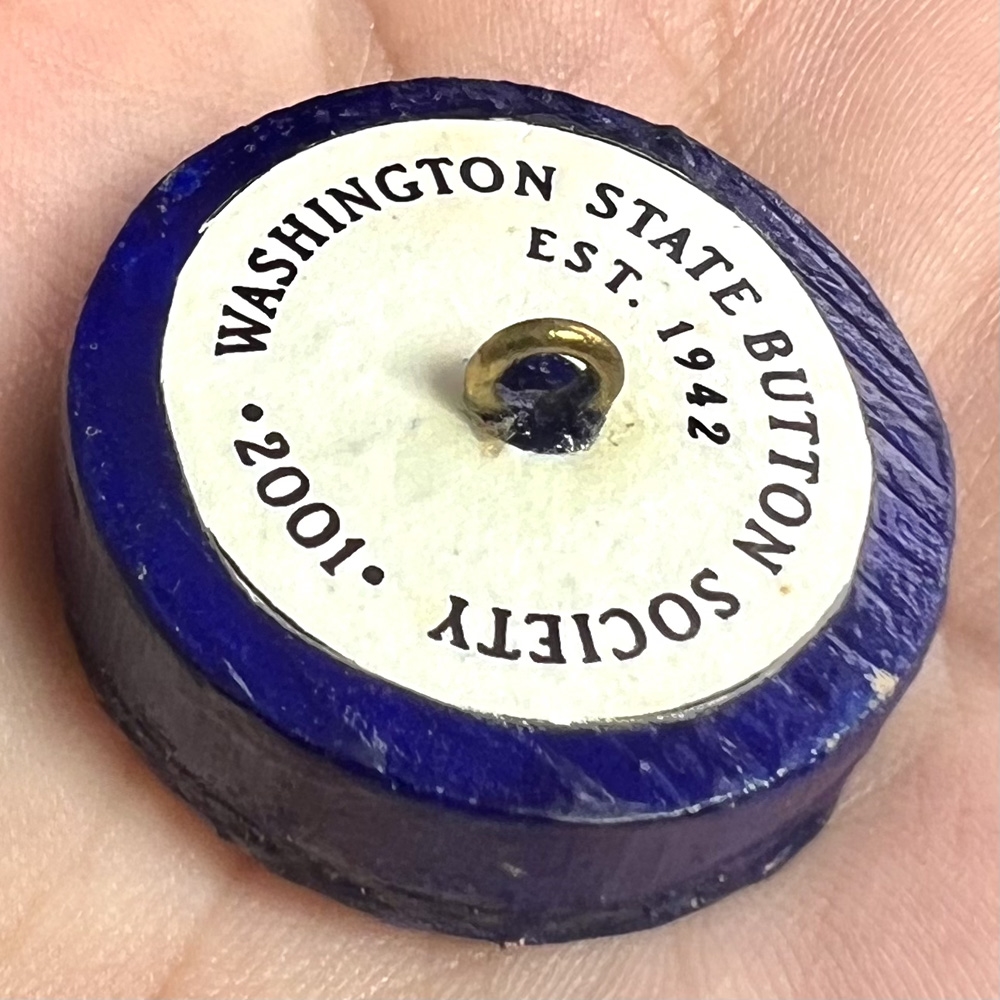 WASHINGTON STATE BUTTON SOCIETY
• 2001 •
EST. 1942